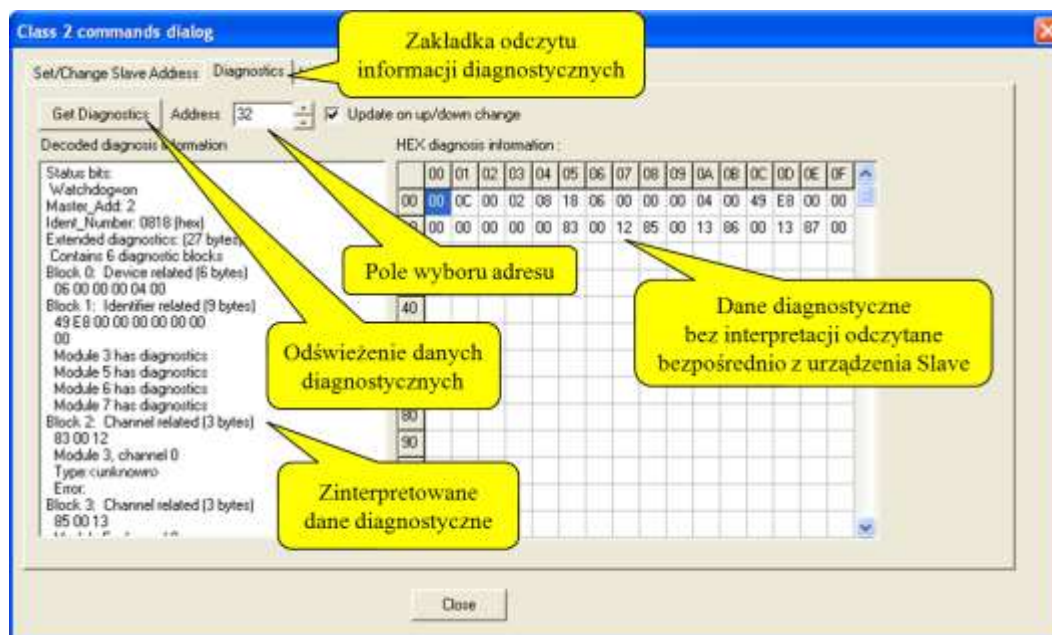 Class 2 commands dialog
Zakładka odczytu
informacji diagnostycznych
Set/Change Slave Address Diagnostics
Get Diagnostics Address 32 Update on up/down change
Decoded diagnosis information
HEX diagnosis information :
Status bits:
Watchdog=on
Master_Add: 2
Ident_Number: 0818 (hex)
Extended diagnostics: (27 bytes)
Contains 6 diagnostic blocks
Block 0: Device related (6 bytes)
06 00 00 00 04 00
Block 1: Identifier related (9 bytes)
49 E8 00 00 00 00 00 00
00
Module 3 has diagnostics
Module 5 has diagnostics
Module 6 has diagnostics
Module 7 has diagnostics
Block 2: Channel related (3 bytes)
83 00 12
Module 3, channel 0
Type:<unknown>
Error:
Block 3: Channel related (3 bytes)
85 00 13
00 01 02 03 04 05 06 07 08 09 0A 0B 0C 0D 0E 0F
00 00 0C 00 02 08 18 06 00 00 00 04 00 49 E8 00 00
00 00 00 00 00 83 00 12 85 00 13 86 00 13 87 00
40
80
90
Pole wyboru adresu
Dane diagnostyczne
bez interpretacji odczytane
bezpośrednio z urządzenia Slave
Odświeżenie danych
diagnostycznych
Zinterpretowane
dane diagnostyczne
Close